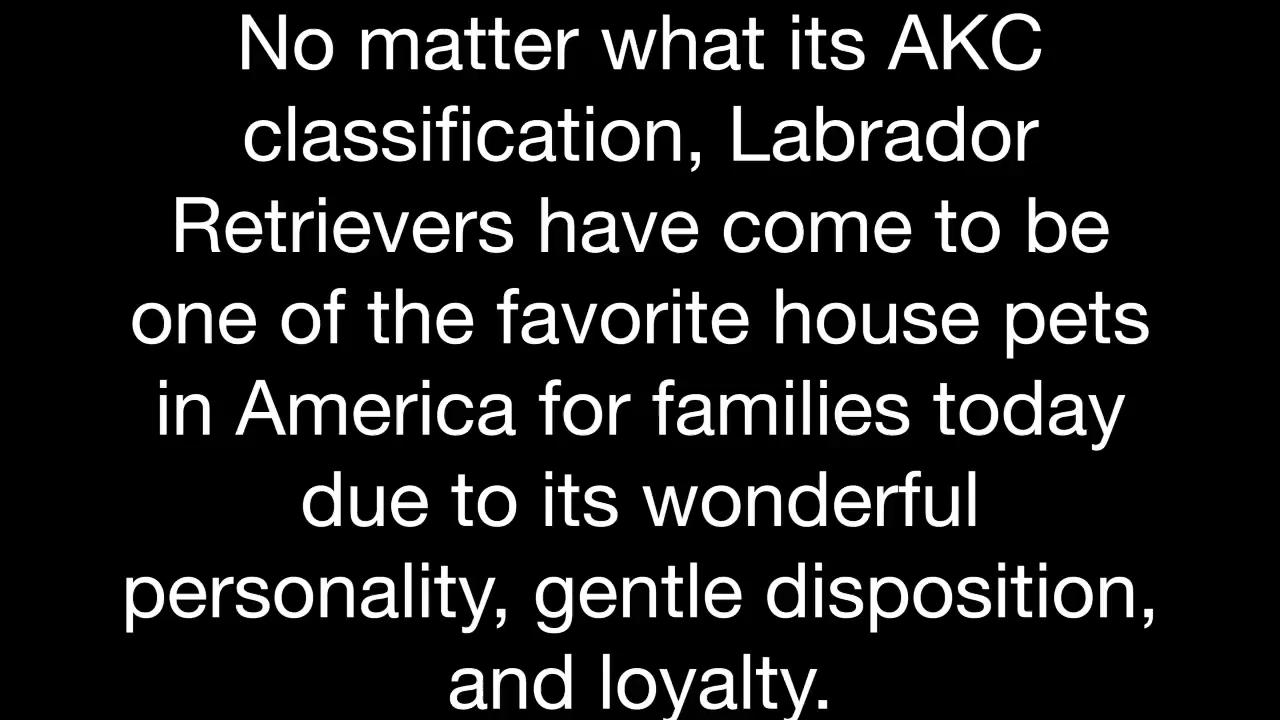 No matter what its AKC
classification, Labrador
Retrievers have come to be
one of the favorite house pets
in America for families today
due to its wonderful
personality, gentle disposition,
and loyalty.